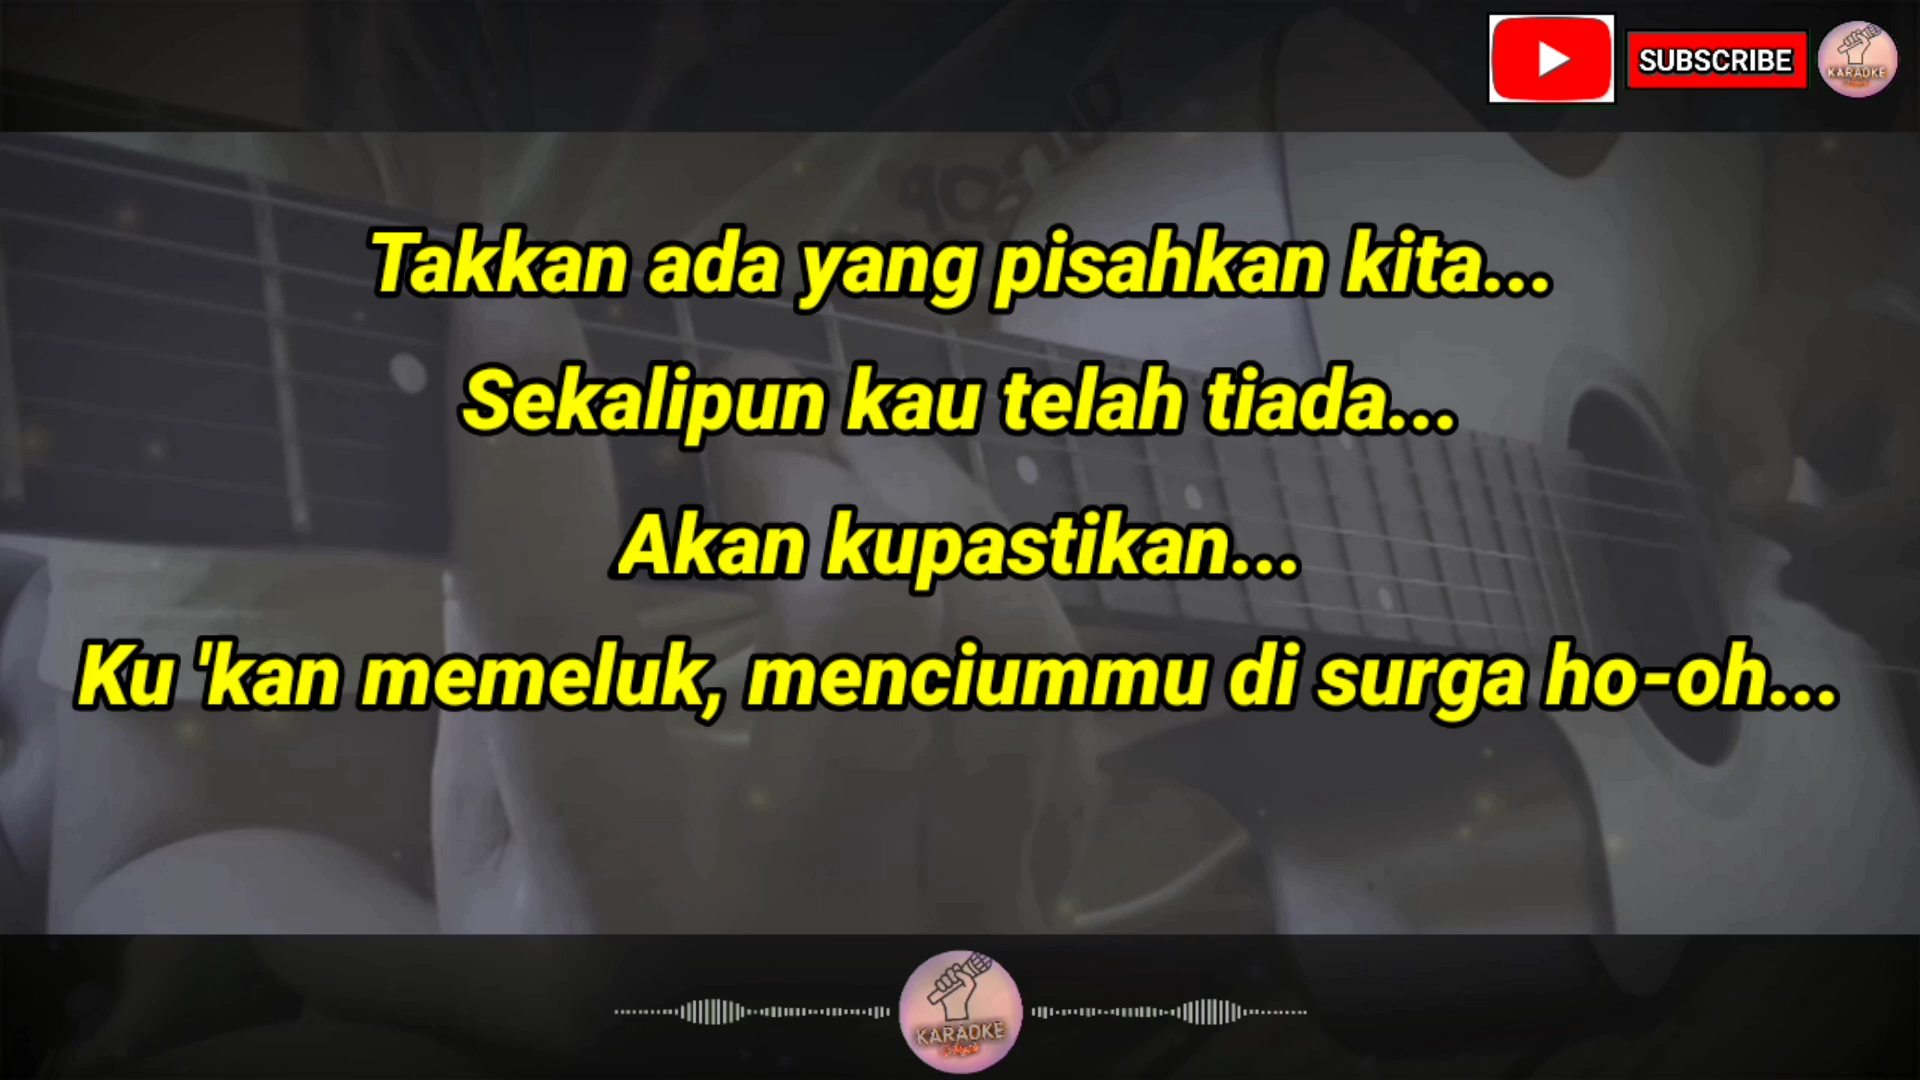 SUBSCRIBE
KARAOKE
Takkan ada yang pisahkan kita...
Sekalipun kau telah tiada...
Akan kupastikan...
Ku 'kan memeluk, menciummu di surga ho-oh...
KARAOKE